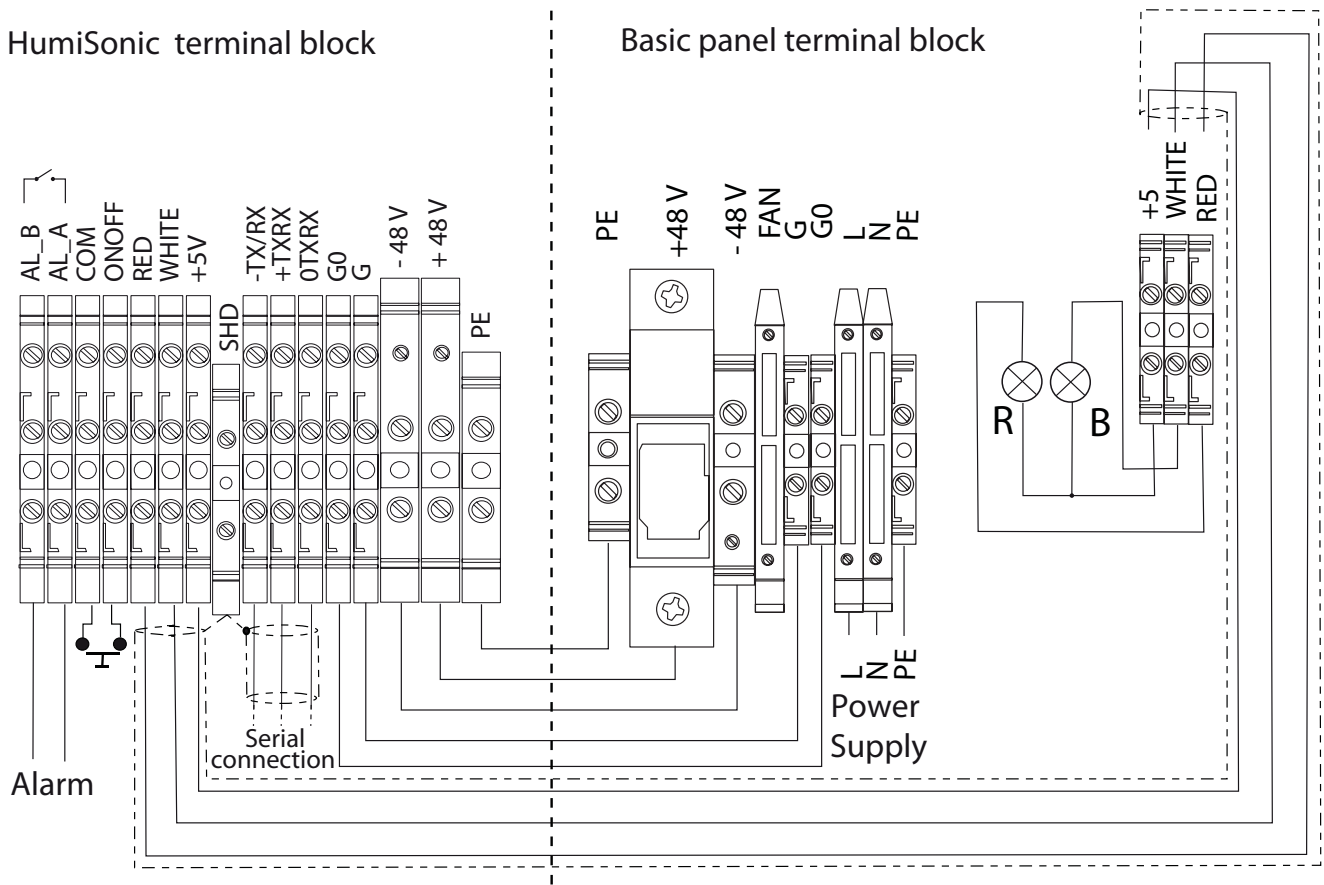 HumiSonic terminal block
Basic panel terminal block
AL_B
AL_A
COM
ONOFF
RED
WHITE
+5V
SHD
-TX/RX
+TXRX
0TXRX
G0
G
- 48 V
+ 48 V
PE
PE
+48 V
- 48 V
FAN
G
G0
L
N
PE
+5
WHITE
RED
R
B
L
N
PE
Power
Supply
Serial
connection
Alarm